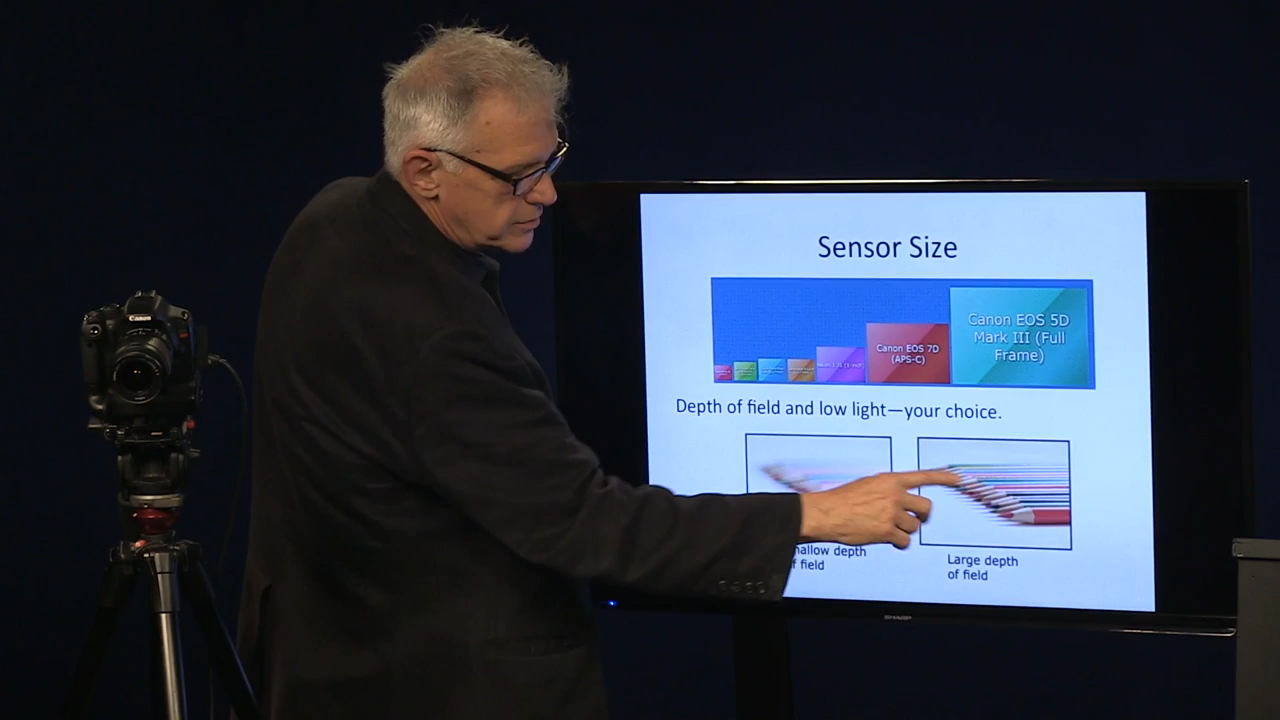 Canon
Sensor Size
Canon EOS 5D
Mark III (Full
Frame)
Canon EOS 7D
(APS-C)
Depth of field and low light—your choice.
hallow depth
f field
Large depth
of field
SHARP